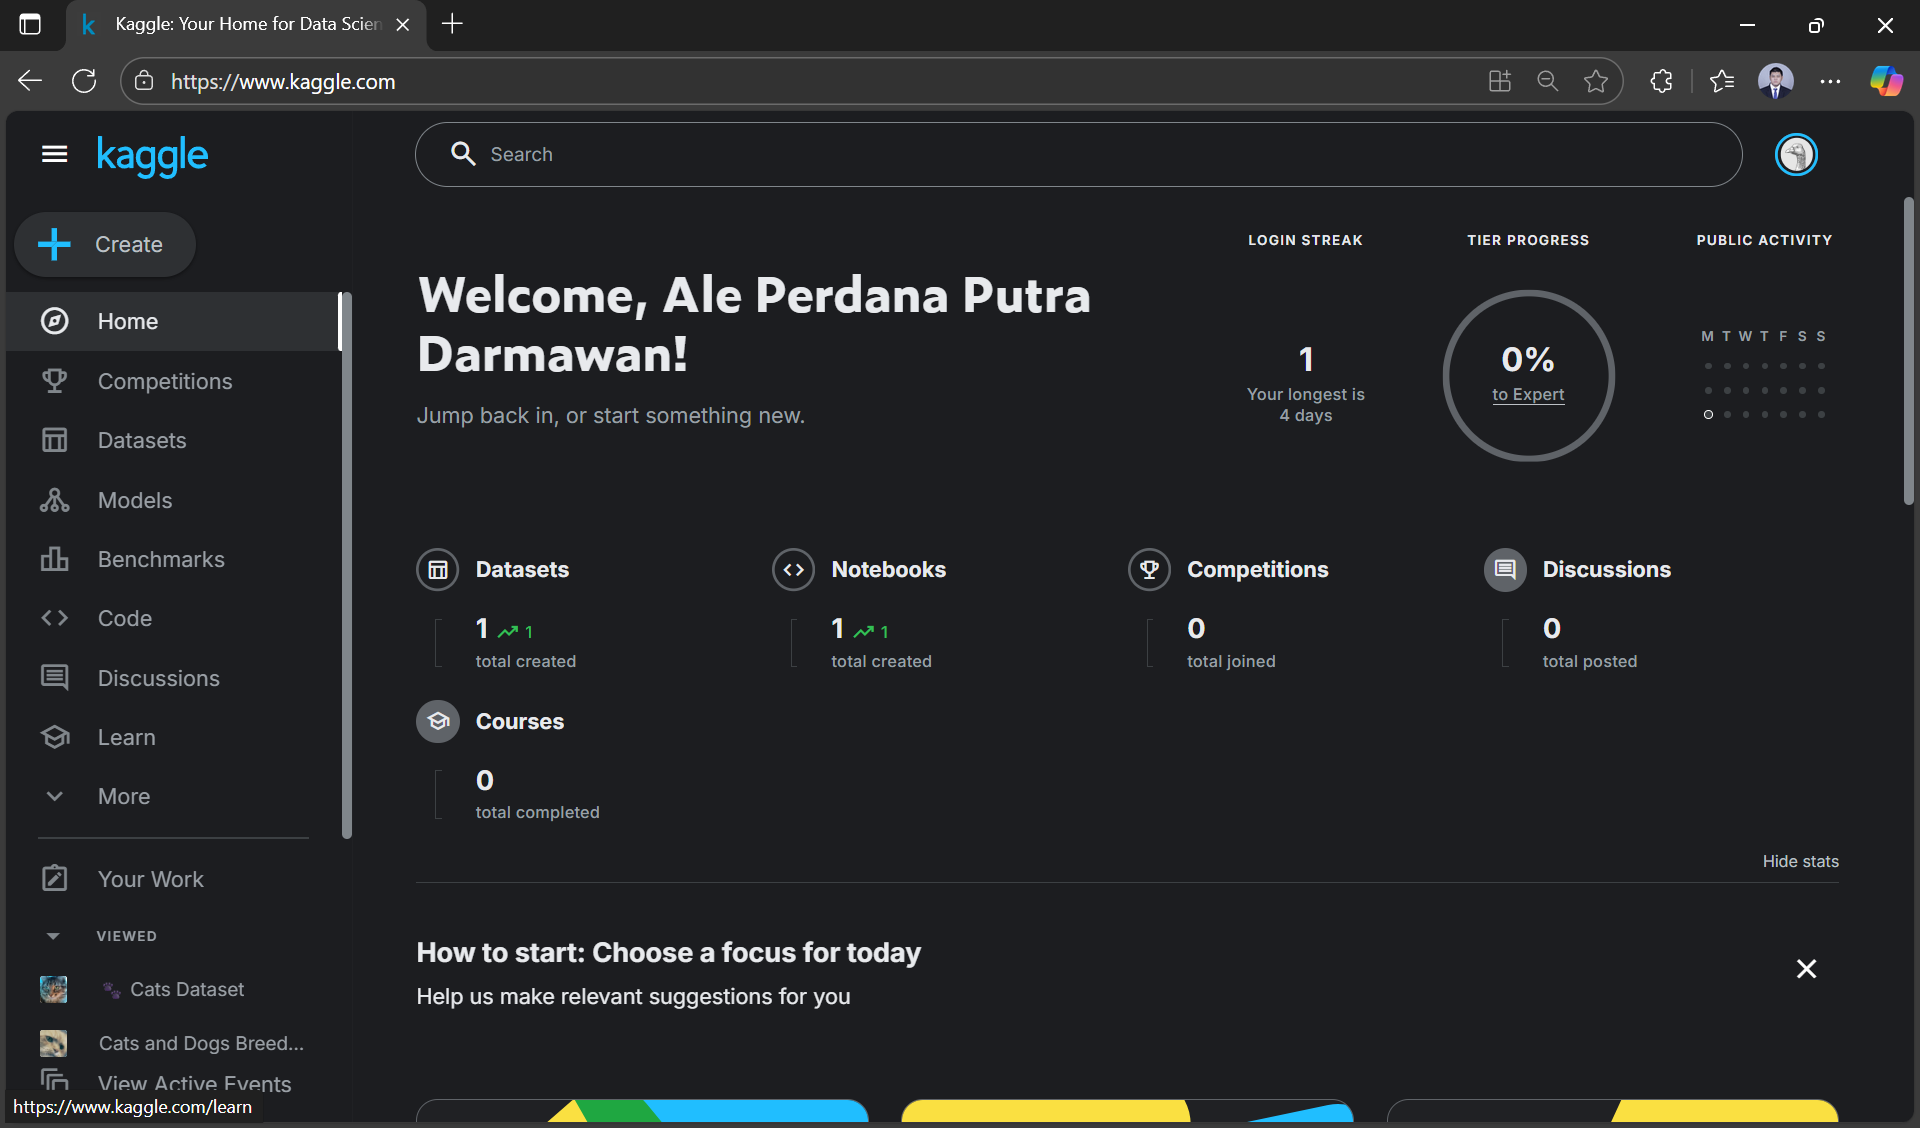 Kaggle: Your Home for Data Scien
https://www.kaggle.com
kaggle
Search
Create
Home
Competitions
Datasets
Models
Benchmarks
Code
Discussions
Learn
More
Your Work
VIEWED
Cats Dataset
Cats and Dogs Breed...
View Active Events
https://www.kaggle.com/learn
Welcome, Ale Perdana Putra
Darmawan!
Jump back in, or start something new.
LOGIN STREAK
1
Your longest is
4 days
TIER PROGRESS
0%
to Expert
PUBLIC ACTIVITY
M T W T F S S
Datasets
1 1
total created
Notebooks
1 1
total created
Competitions
0
total joined
Discussions
0
total posted
Courses
0
total completed
Hide stats
How to start: Choose a focus for today
Help us make relevant suggestions for you